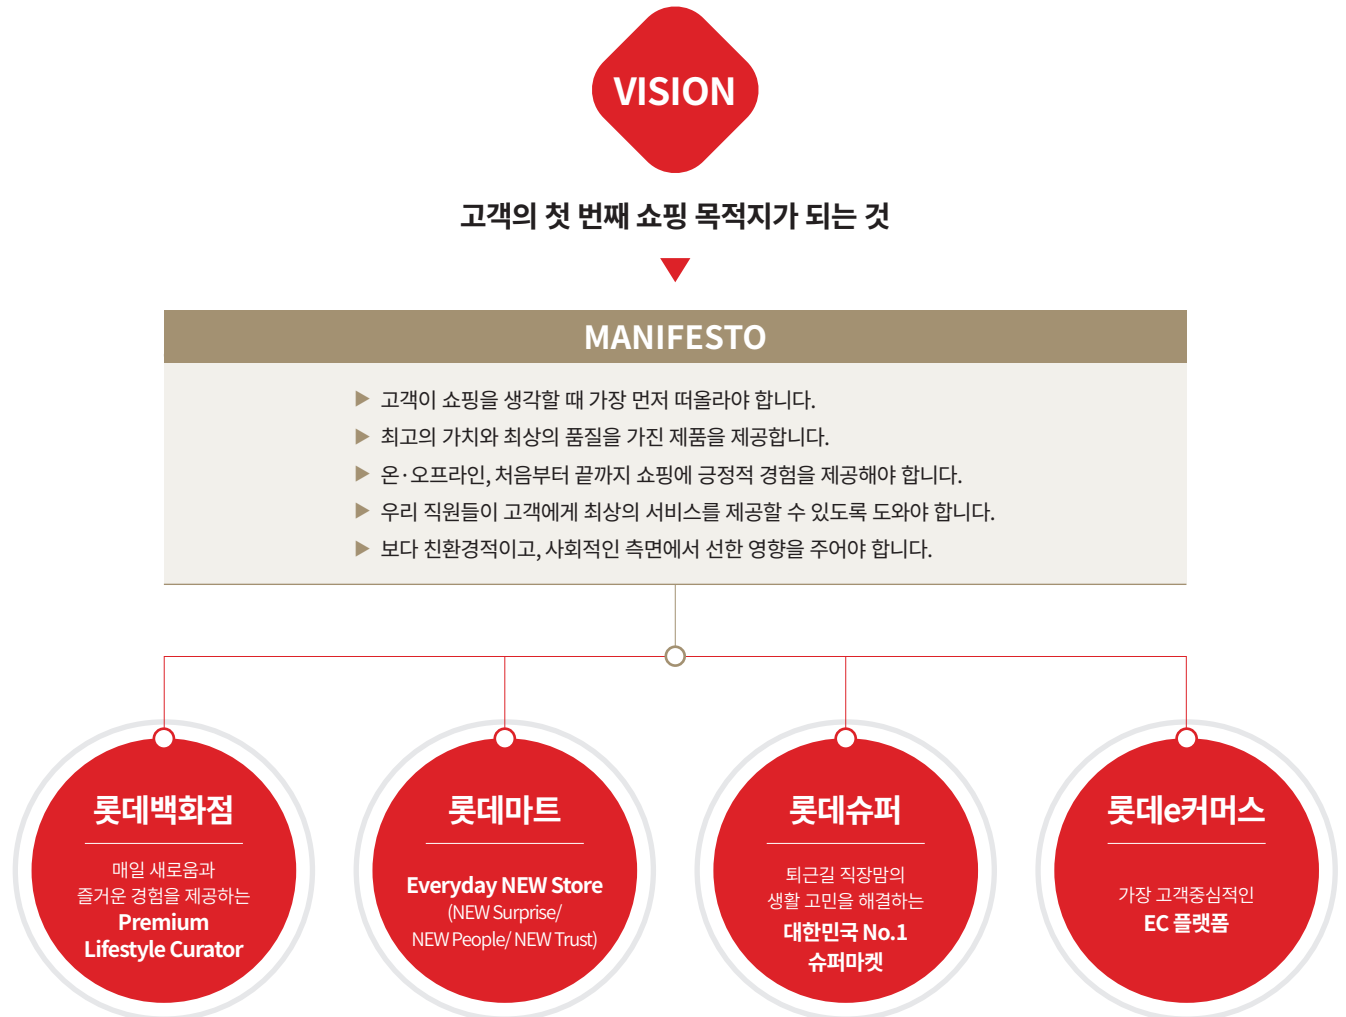 VISION
고객의 첫 번째 쇼핑 목적지가 되는 것
MANIFESTO
▶ 고객이 쇼핑을 생각할 때 가장 먼저 떠올라야 합니다.
▶ 최고의 가치와 최상의 품질을 가진 제품을 제공합니다.
▶ 온·오프라인, 처음부터 끝까지 쇼핑에 긍정적 경험을 제공해야 합니다.
▶ 우리 직원들이 고객에게 최상의 서비스를 제공할 수 있도록 도와야 합니다.
▶ 보다 친환경적이고, 사회적인 측면에서 선한 영향을 주어야 합니다.
롯데백화점
매일 새로움과
즐거운 경험을 제공하는
Premium
Lifestyle Curator
롯데마트
Everyday NEW Store
(NEW Surprise/
NEW People/ NEW Trust)
롯데슈퍼
퇴근길 직장맘의
생활 고민을 해결하는
대한민국 No.1
슈퍼마켓
롯데e커머스
가장 고객중심적인
EC 플랫폼